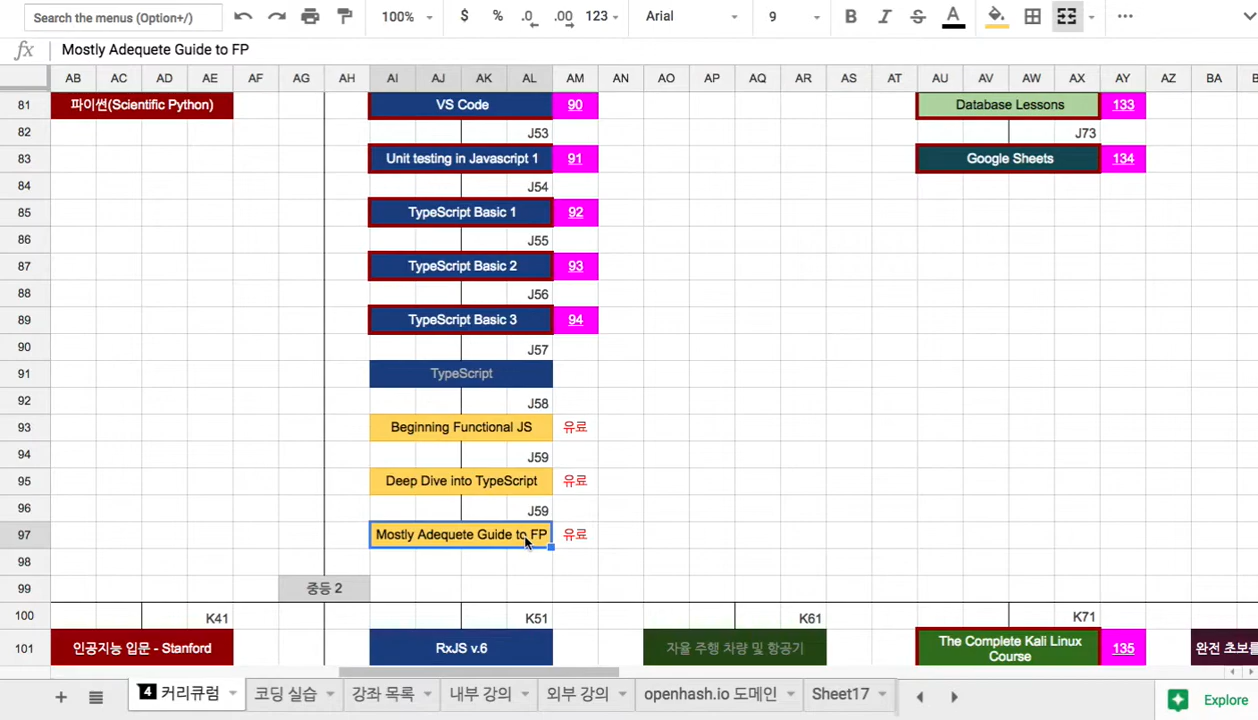 Search the menus (Option+/)
100%
$
%
.0
.00
123
Arial
9
B
I
S
A
fx
Mostly Adequete Guide to FP
AB AC AD AE AF AG AH AI AJ AK AL AM AN AO AP AQ AR AS AT AU AV AW AX AY AZ BA
81 파이썬(Scientific Python) VS Code 90 Database Lessons 133
82 J53 J73
83 Unit testing in Javascript 1 91 Google Sheets 134
84 J54
85 TypeScript Basic 1 92
86 J55
87 TypeScript Basic 2 93
88 J56
89 TypeScript Basic 3 94
90 J57
91 TypeScript
92 J58
93 Beginning Functional JS 유료
94 J59
95 Deep Dive into TypeScript 유료
96 J59
97 Mostly Adequete Guide to FP 유료
98
99 중등 2
100 K41 K51 K61 K71
101 인공지능 입문 - Stanford RxJS v.6 자율 주행 차량 및 항공기 The Complete Kali Linux
Course 135 완전 초보를
4 커리큘럼 코딩 실습 강좌 목록 내부 강의 외부 강의 openhash.io 도메인 Sheet17 Explore